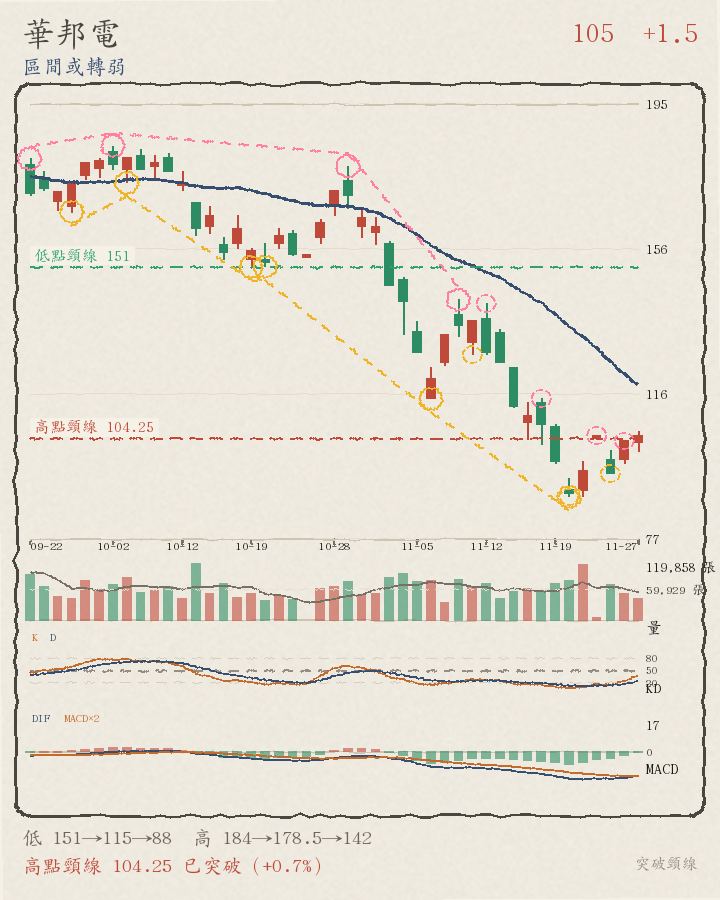 華邦電
105 +1.5
區間或轉弱
195
156
低點頸線 151
116
高點頸線 104.25
77
09-22 10-02 10-12 10-19 10-28 11-05 11-12 11-19 11-27
119,858 張
59,929 張
量
K D
80
50
20
KD
DIF MACD×2
17
0
MACD
低 151→115→88 高 184→178.5→142
高點頸線 104.25 已突破 (+0.7%)
突破頸線